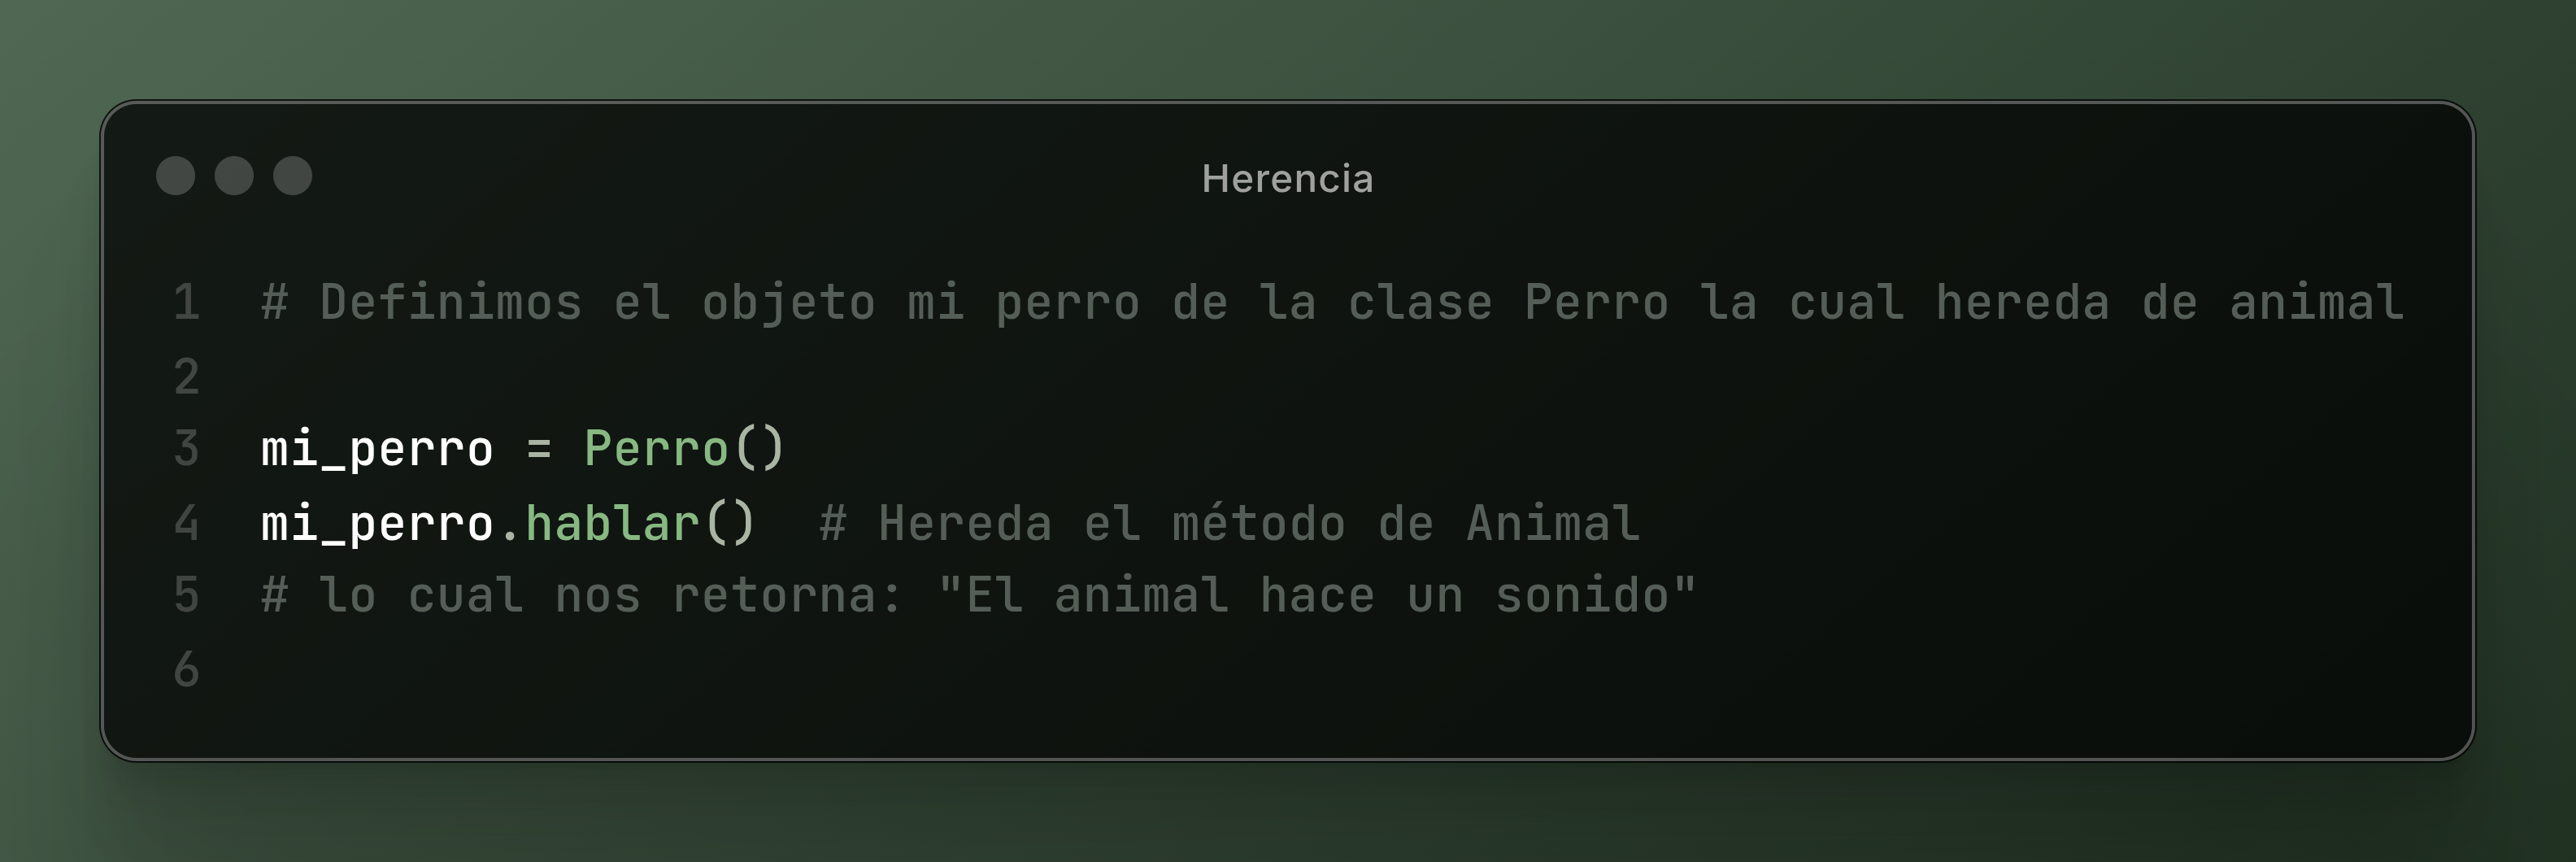 Herencia
1 # Definimos el objeto mi perro de la clase Perro la cual hereda de animal
2
3 mi_perro = Perro()
4 mi_perro.hablar()  # Hereda el método de Animal
5 # lo cual nos retorna: "El animal hace un sonido"
6